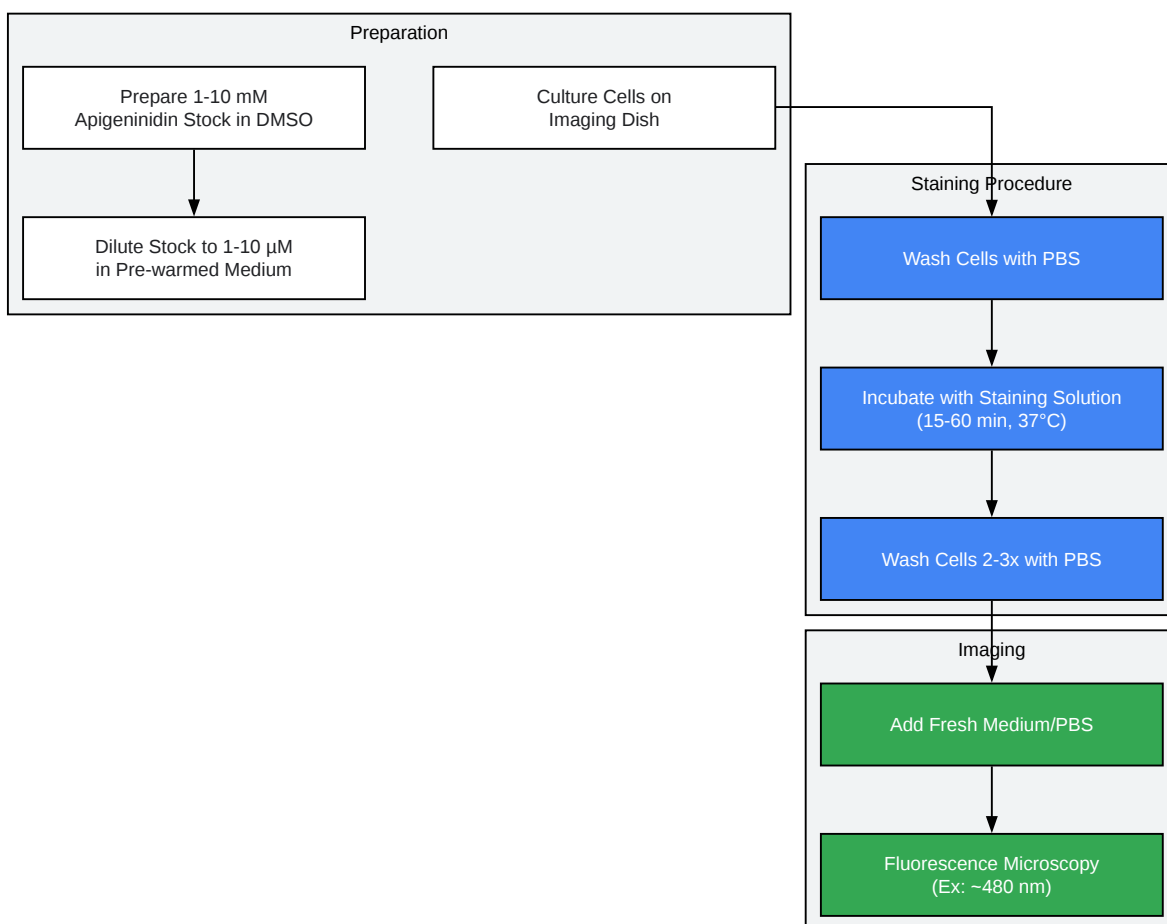 Preparation
Prepare 1-10 mM
Apigeninidin Stock in DMSO
Culture Cells on
Imaging Dish
Dilute Stock to 1-10 µM
in Pre-warmed Medium
Staining Procedure
Wash Cells with PBS
Incubate with Staining Solution
(15-60 min, 37°C)
Wash Cells 2-3x with PBS
Imaging
Add Fresh Medium/PBS
Fluorescence Microscopy
(Ex: ~480 nm)